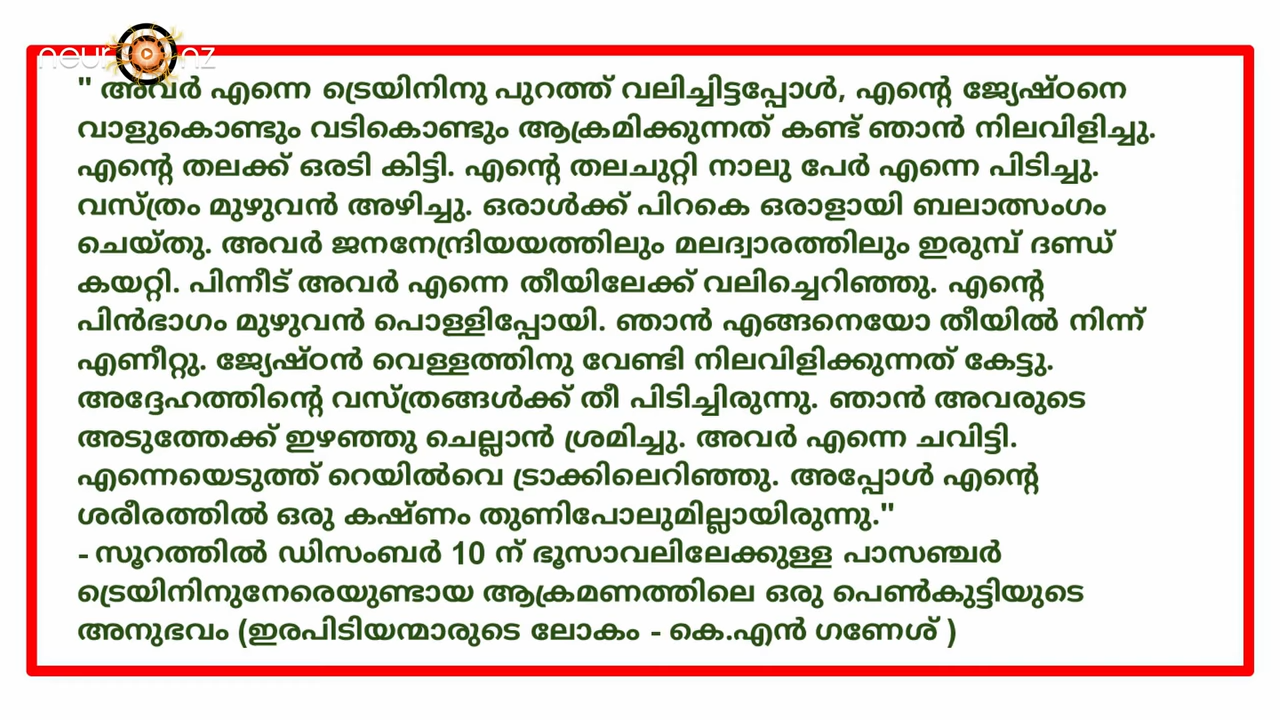 neur nz
" അവർ എന്നെ ട്രെയിനിനു പുറത്ത് വലിച്ചിട്ടപ്പോൾ, എന്റെ ജ്യേഷ്ഠനെ
വാളുകൊണ്ടും വടികൊണ്ടും ആക്രമിക്കുന്നത് കണ്ട് ഞാൻ നിലവിളിച്ചു.
എന്റെ തലക്ക് ഒരടി കിട്ടി. എന്റെ തലചുറ്റി നാലു പേർ എന്നെ പിടിച്ചു.
വസ്ത്രം മുഴുവൻ അഴിച്ചു. ഒരാൾക്ക് പിറകെ ഒരാളായി ബലാത്സംഗം
ചെയ്തു. അവർ ജനനേന്ദ്രിയയത്തിലും മലദ്വാരത്തിലും ഇരുമ്പ് ദണ്ഡ്
കയറ്റി. പിന്നീട് അവർ എന്നെ തീയിലേക്ക് വലിച്ചെറിഞ്ഞു. എന്റെ
പിൻഭാഗം മുഴുവൻ പൊള്ളിപ്പോയി. ഞാൻ എങ്ങനെയോ തീയിൽ നിന്ന്
എണീറ്റു. ജ്യേഷ്ഠൻ വെള്ളത്തിനു വേണ്ടി നിലവിളിക്കുന്നത് കേട്ടു.
അദ്ദേഹത്തിന്റെ വസ്ത്രങ്ങൾക്ക് തീ പിടിച്ചിരുന്നു. ഞാൻ അവരുടെ
അടുത്തേക്ക് ഇഴഞ്ഞു ചെല്ലാൻ ശ്രമിച്ചു. അവർ എന്നെ ചവിട്ടി.
എന്നെയെടുത്ത് റെയിൽവെ ട്രാക്കിലെറിഞ്ഞു. അപ്പോൾ എന്റെ
ശരീരത്തിൽ ഒരു കഷ്ണം തുണിപോലുമില്ലായിരുന്നു."
- സൂറത്തിൽ ഡിസംബർ 10 ന് ഭൂസാവലിലേക്കുള്ള പാസഞ്ചർ
ട്രെയിനിനുനേരെയുണ്ടായ ആക്രമണത്തിലെ ഒരു പെൺകുട്ടിയുടെ
അനുഭവം (ഇരപിടിയന്മാരുടെ ലോകം - കെ.എൻ ഗണേശ് )